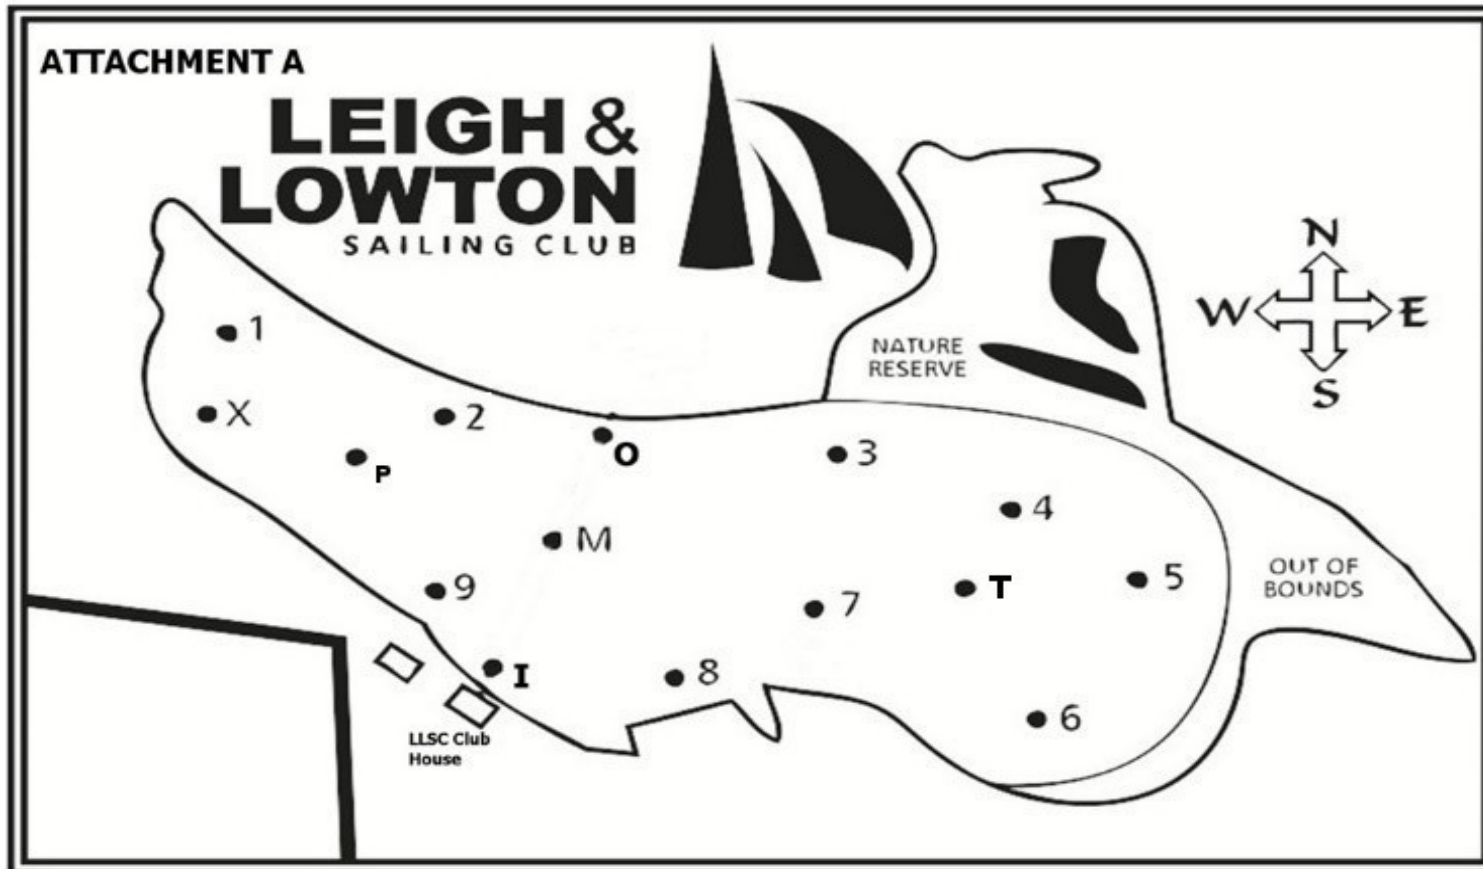 ATTACHMENT A
LEIGH &
LOWTON
SAILING CLUB
N
W E
S
NATURE
RESERVE
1
X
2
P
O
3
M
4
9
5
T
7
OUT OF
BOUNDS
I
8
6
LLSC Club
House